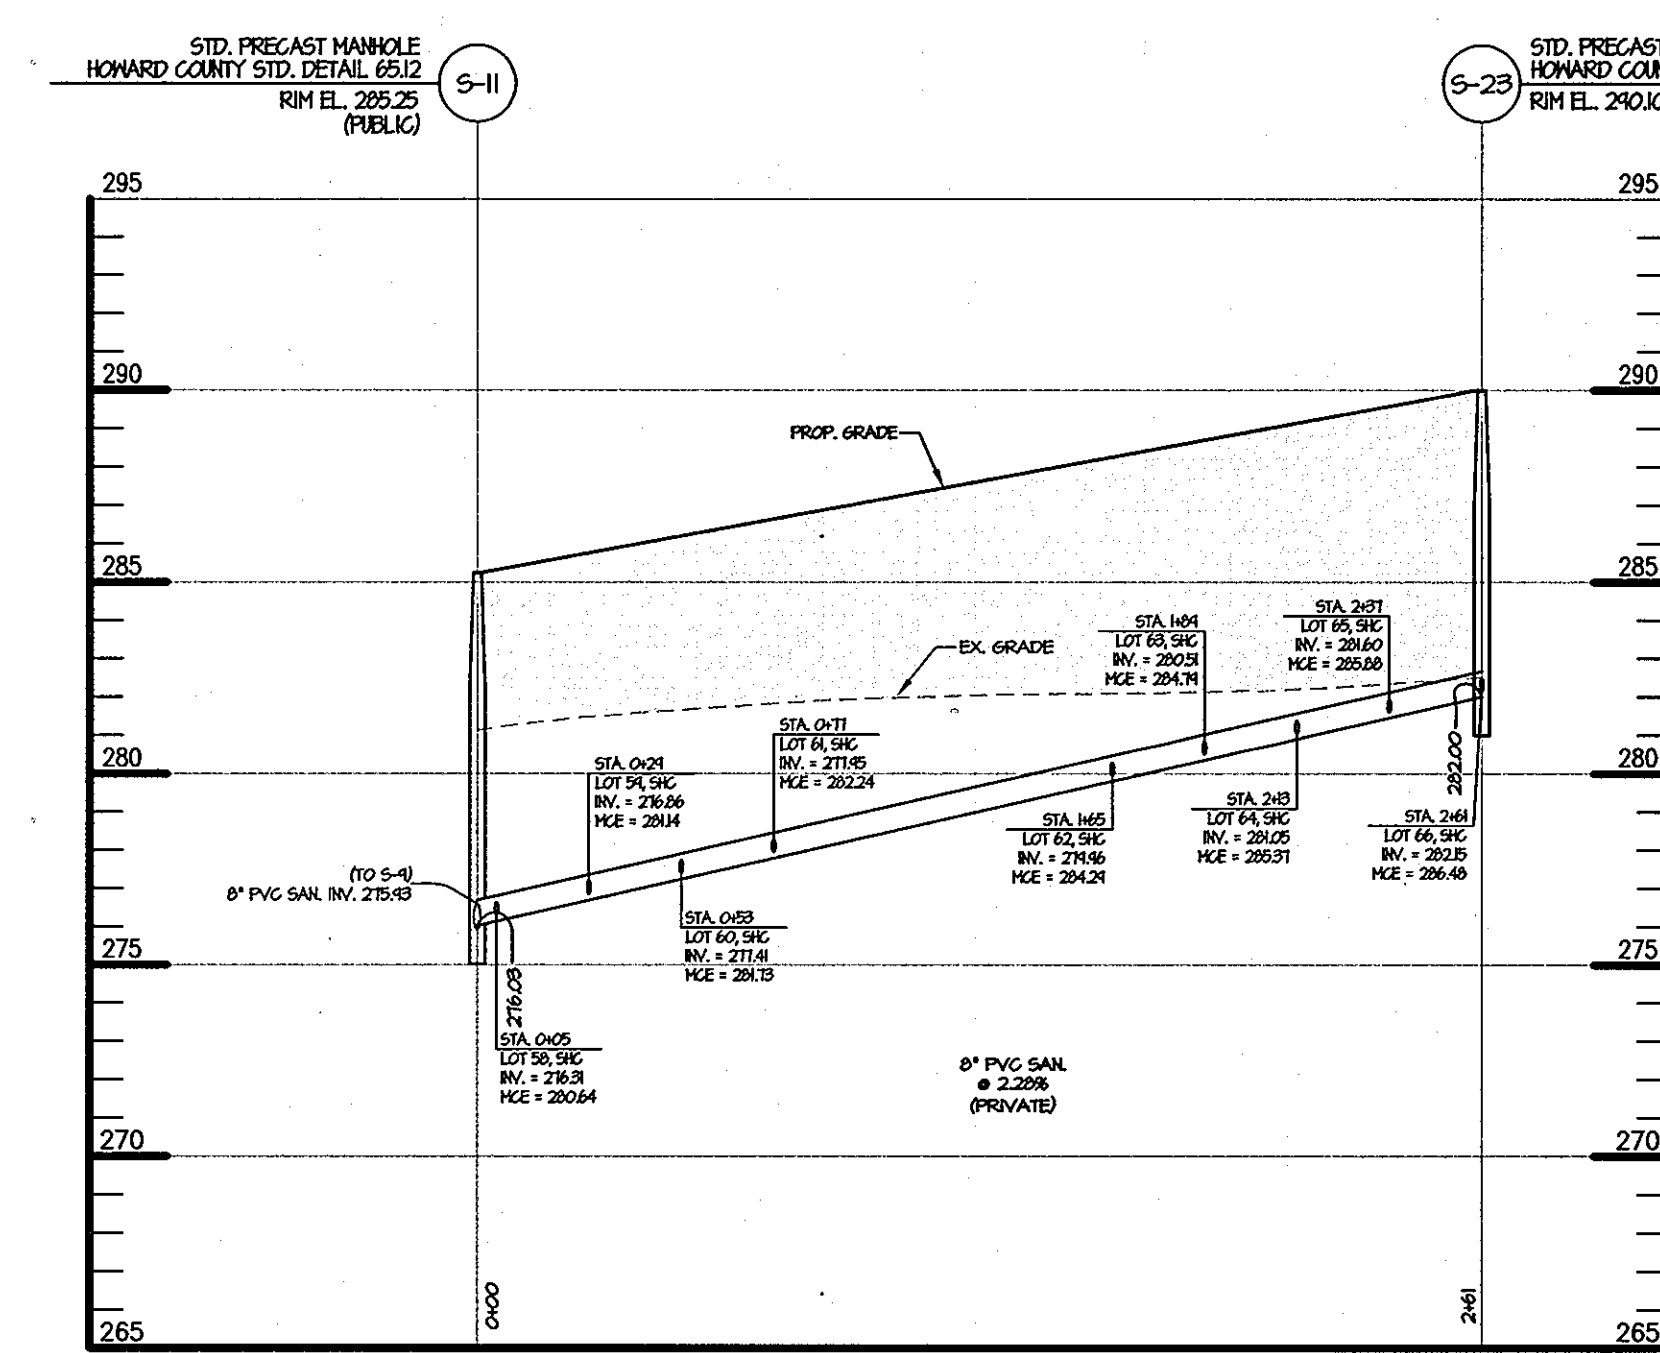 STD. PRECAST MANHOLE
HOWARD COUNTY STD. DETAIL G5.12
RIM EL. 285.25
(PUBLIC)
S-11
S-23
STD. PRECAST
HOWARD COUN
RIM EL. 290.10
295
295
290
290
PROP. GRADE
285
285
EX. GRADE
STA. 1+89
LOT 63, SHC
INV. = 280.51
MCE = 284.79
STA. 2+37
LOT 65, SHC
INV. = 281.60
MCE = 285.88
STA. 0+77
LOT 61, SHC
INV. = 277.95
MCE = 282.24
280
280
STA. 0+29
LOT 59, SHC
INV. = 276.86
MCE = 281.14
282.00
STA. 1+65
LOT 62, SHC
INV. = 279.96
MCE = 284.29
STA. 2+13
LOT 64, SHC
INV. = 281.05
MCE = 285.37
STA. 2+61
LOT 66, SHC
INV. = 282.15
MCE = 286.48
(TO S-9)
8" PVC SAN. INV. 275.93
STA. 0+53
LOT 60, SHC
INV. = 277.41
MCE = 281.73
275
275
276.03
STA. 0+05
LOT 58, SHC
INV. = 276.31
MCE = 280.64
8" PVC SAN.
@ 2.28%
(PRIVATE)
270
270
0+00
2+61
265
265